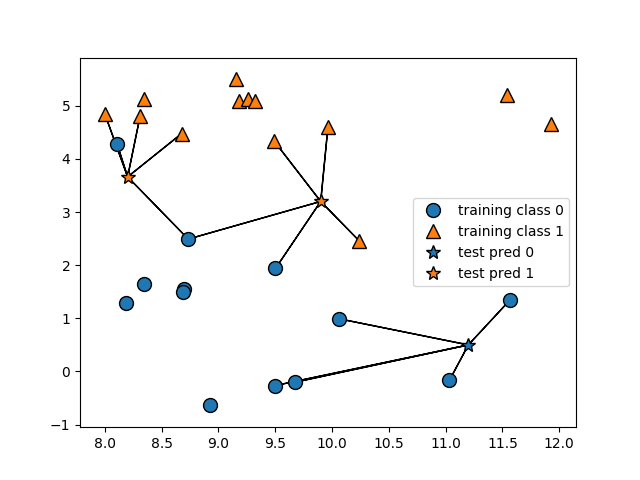 5
4
3
2
1
0
−1
training class 0
training class 1
test pred 0
test pred 1
8.0 8.5 9.0 9.5 10.0 10.5 11.0 11.5 12.0